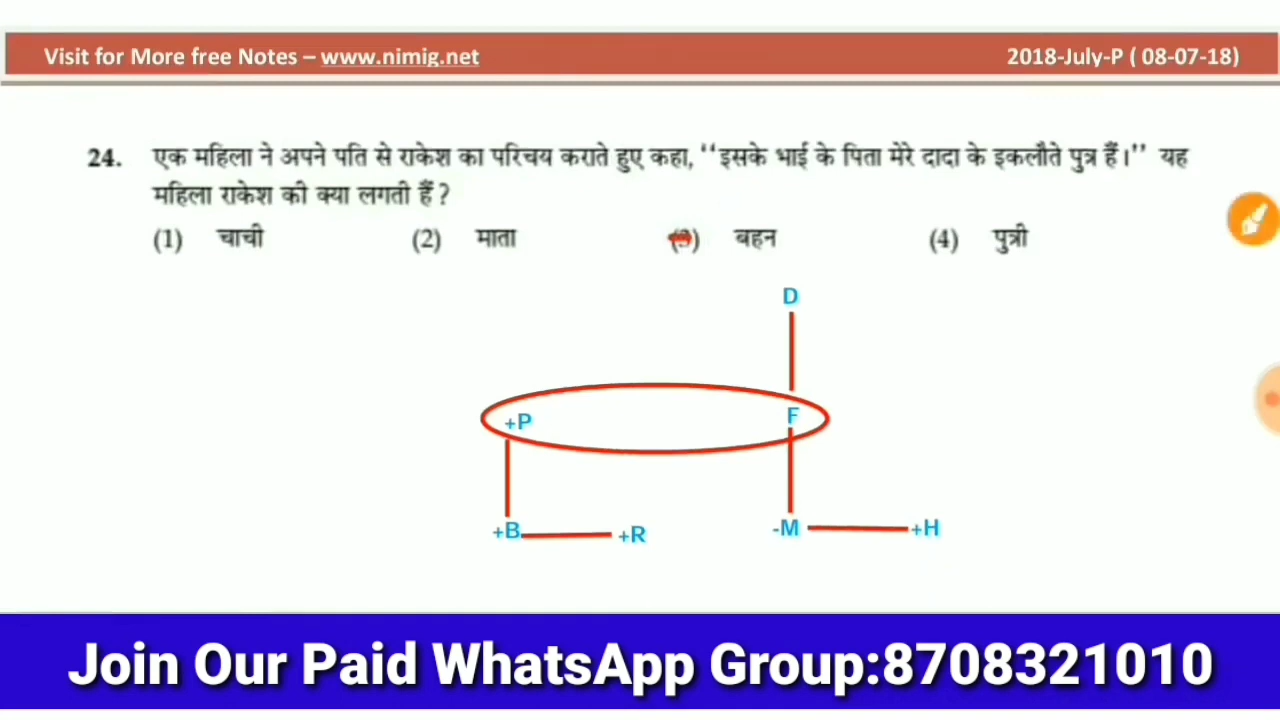 Visit for More free Notes – www.nimig.net 2018-July-P ( 08-07-18)
24. एक महिला ने अपने पति से राकेश का परिचय कराते हुए कहा, ‘‘इसके भाई के पिता मेरे दादा के इकलौते पुत्र हैं।’’ यह
महिला राकेश की क्या लगती हैं ?
(1) चाची (2) माता (3) बहन (4) पुत्री
D
+P F
+B +R -M +H
Join Our Paid WhatsApp Group:8708321010